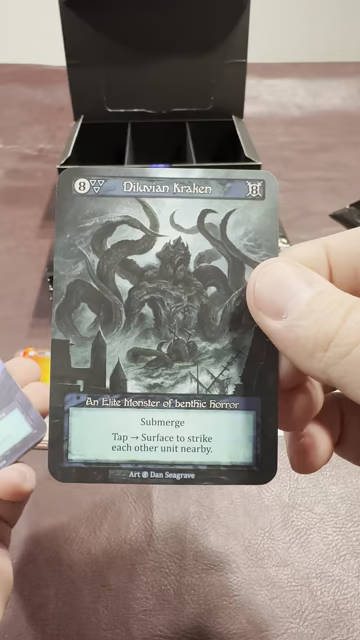 8 Diluvian Kraken 8
An Elite Monster of benthic horror
Submerge
Tap → Surface to strike
each other unit nearby.
Art Dan Seagrave